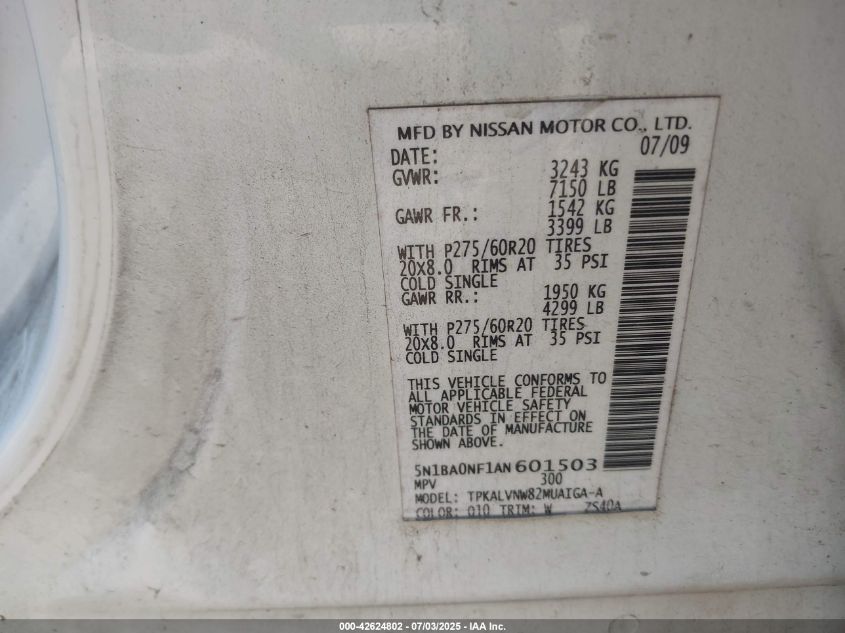 MFD BY NISSAN MOTOR CO., LTD.
DATE: 07/09
GVWR: 3243 KG
7150 LB
GAWR FR.: 1542 KG
3399 LB
WITH P275/60R20 TIRES
20X8.0 RIMS AT 35 PSI
COLD SINGLE
GAWR RR.: 1950 KG
4299 LB
WITH P275/60R20 TIRES
20X8.0 RIMS AT 35 PSI
COLD SINGLE
THIS VEHICLE CONFORMS TO
ALL APPLICABLE FEDERAL
MOTOR VEHICLE SAFETY
STANDARDS IN EFFECT ON
THE DATE OF MANUFACTURE
SHOWN ABOVE.
5N1BA0NF1AN601503
MPV 300
MODEL: TPKALVNW82MUAIGA-A
COLOR: 010 TRIM: W ZS40A
000-42624802 - 07/03/2025 - IAA Inc.